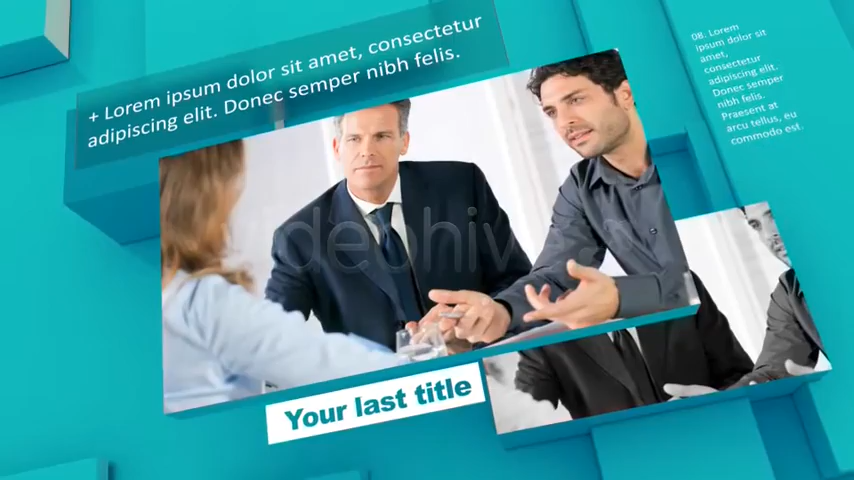 + Lorem ipsum dolor sit amet, consectetur
adipiscing elit. Donec semper nibh felis.
08. Lorem
ipsum dolor sit
amet,
consectetur
adipiscing elit.
Donec semper
nibh felis.
Praesent at
arcu tellus, eu
commodo est.
videohive
Your last title